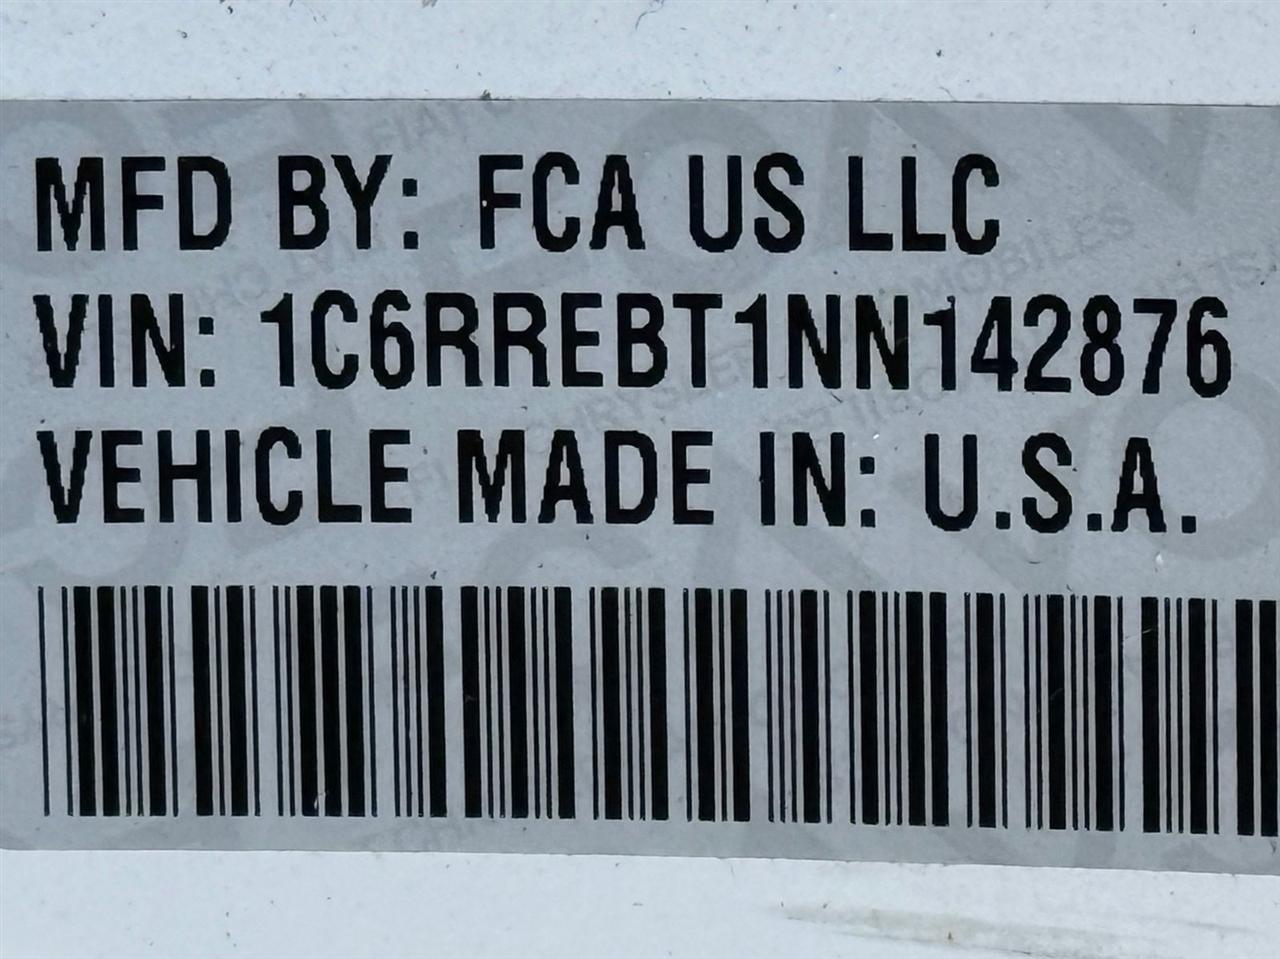 MFD BY: FCA US LLC
VIN: 1C6RREBT1NN142876
VEHICLE MADE IN: U.S.A.